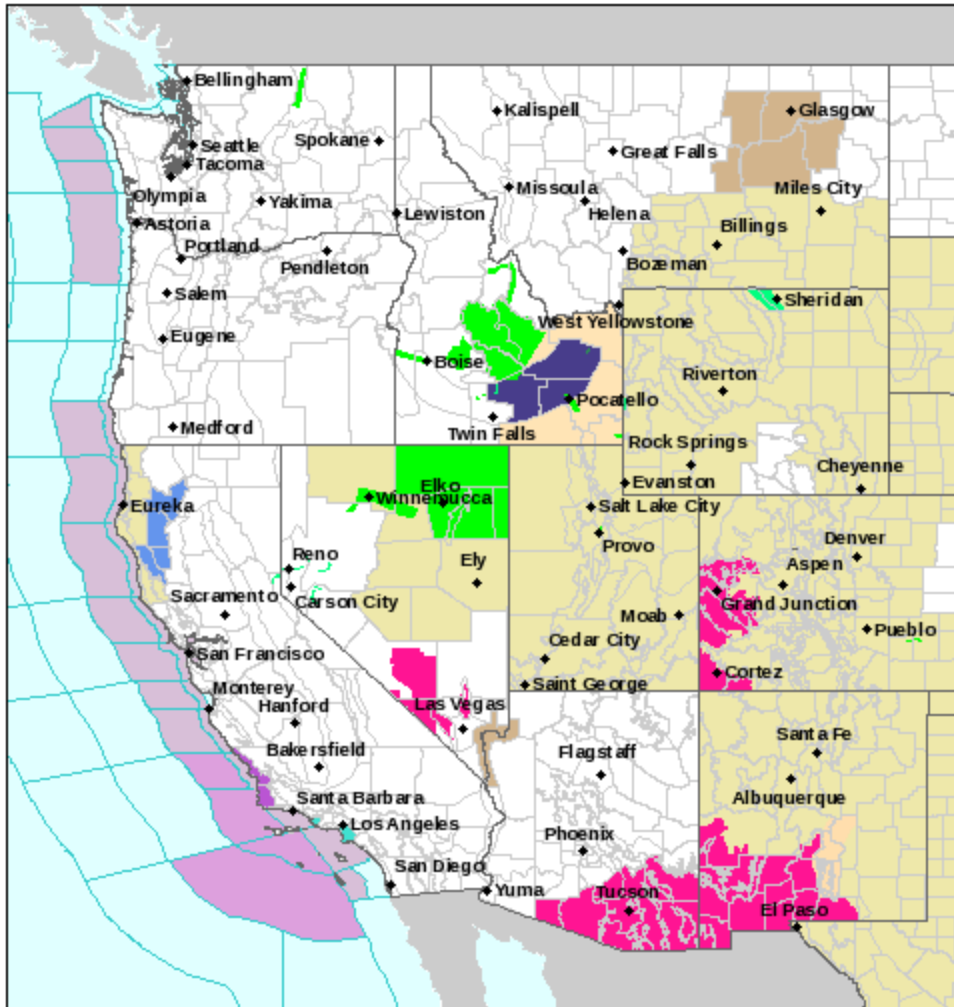 Bellingham
Kalispell
Glasgow
Seattle
Spokane
Great Falls
Tacoma
Olympia
Missoula
Miles City
Yakima
Helena
Astoria
Lewiston
Billings
Portland
Pendleton
Bozeman
Salem
Sheridan
West Yellowstone
Eugene
Boise
Riverton
Pocatello
Medford
Twin Falls
Rock Springs
Cheyenne
Elko
Evanston
Winnemucca
Eureka
Salt Lake City
Denver
Provo
Reno
Ely
Aspen
Sacramento
Carson City
Grand Junction
Moab
Pueblo
Cedar City
San Francisco
Cortez
Saint George
Monterey
Hanford
Las Vegas
Bakersfield
Flagstaff
Santa Fe
Albuquerque
Santa Barbara
Los Angeles
Phoenix
San Diego
Yuma
Tucson
El Paso